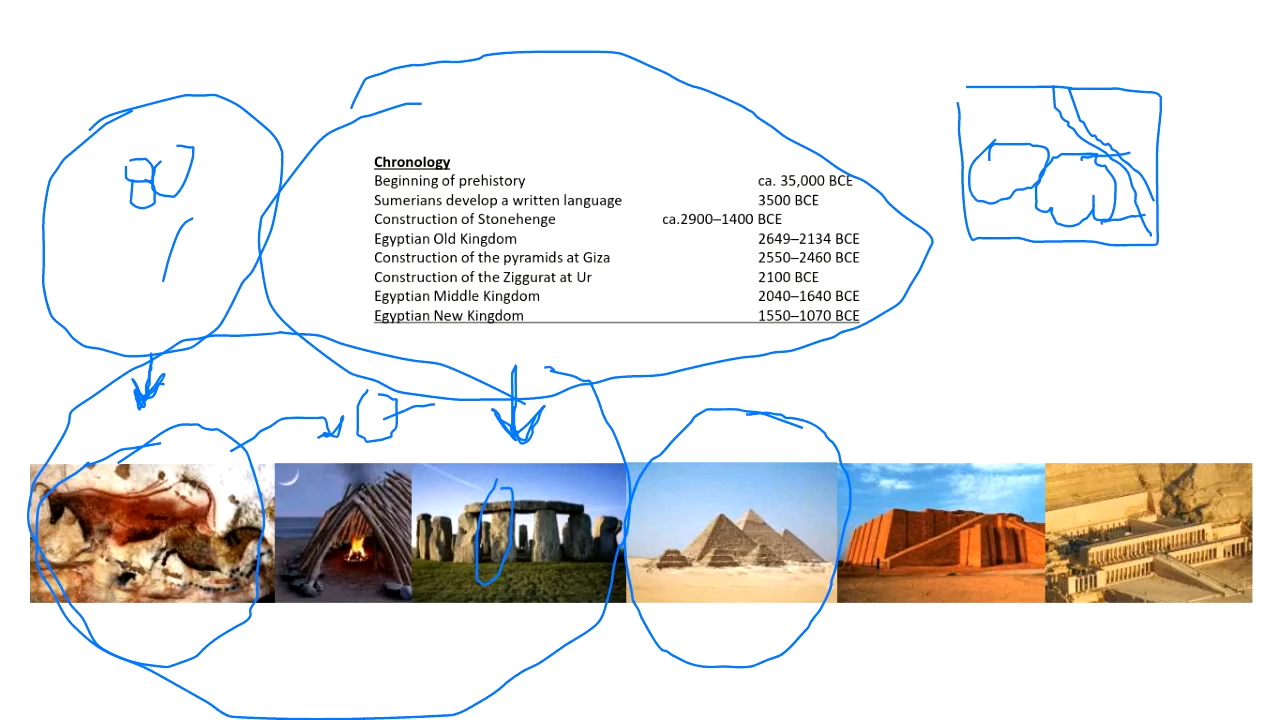 Chronology
Beginning of prehistory ca. 35,000 BCE
Sumerians develop a written language 3500 BCE
Construction of Stonehenge ca.2900–1400 BCE
Egyptian Old Kingdom 2649–2134 BCE
Construction of the pyramids at Giza 2550–2460 BCE
Construction of the Ziggurat at Ur 2100 BCE
Egyptian Middle Kingdom 2040–1640 BCE
Egyptian New Kingdom 1550–1070 BCE